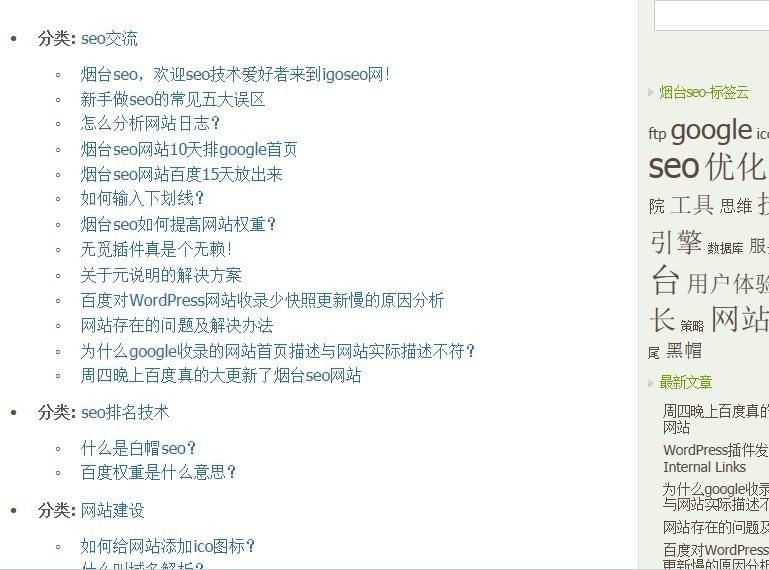 分类: seo交流
烟台seo，欢迎seo技术爱好者来到igoseo网！
新手做seo的常见五大误区
怎么分析网站日志？
烟台seo网站10天排google首页
烟台seo网站百度15天放出来
如何输入下划线？
烟台seo如何提高网站权重？
无觅插件真是个无赖！
关于元说明的解决方案
百度对WordPress网站收录少快照更新慢的原因分析
网站存在的问题及解决办法
为什么google收录的网站首页描述与网站实际描述不符？
周四晚上百度真的大更新了烟台seo网站
分类: seo排名技术
什么是白帽seo？
百度权重是什么意思？
分类: 网站建设
如何给网站添加ico图标？
什么叫域名解析？
烟台seo-标签云
ftp google ico
seo 优化
院 工具 思维
引擎 数据库 服
台 用户体验
长 策略 网站
尾 黑帽
最新文章
周四晚上百度真的
网站
WordPress插件发
Internal Links
为什么google收录
与网站实际描述不
网站存在的问题及
百度对WordPress
更新慢的原因分析